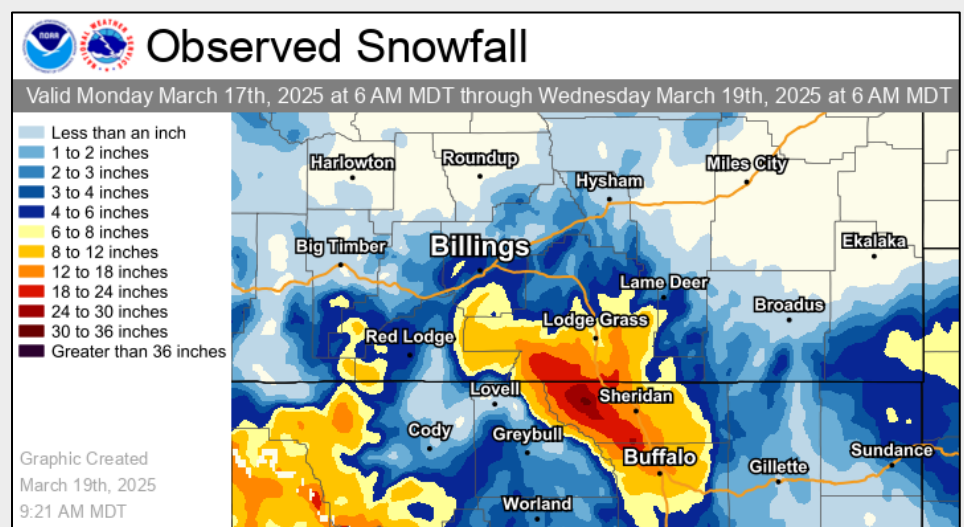 NOAA
NATIONAL WEATHER SERVICE
Observed Snowfall
Valid Monday March 17th, 2025 at 6 AM MDT through Wednesday March 19th, 2025 at 6 AM MDT
Less than an inch
1 to 2 inches
2 to 3 inches
3 to 4 inches
4 to 6 inches
6 to 8 inches
8 to 12 inches
12 to 18 inches
18 to 24 inches
24 to 30 inches
30 to 36 inches
Greater than 36 inches
Harlowton
Roundup
Miles City
Hysham
Big Timber
Billings
Ekalaka
Lame Deer
Broadus
Lodge Grass
Red Lodge
Lovell
Sheridan
Cody
Greybull
Buffalo
Gillette
Sundance
Worland
Graphic Created
March 19th, 2025
9:21 AM MDT